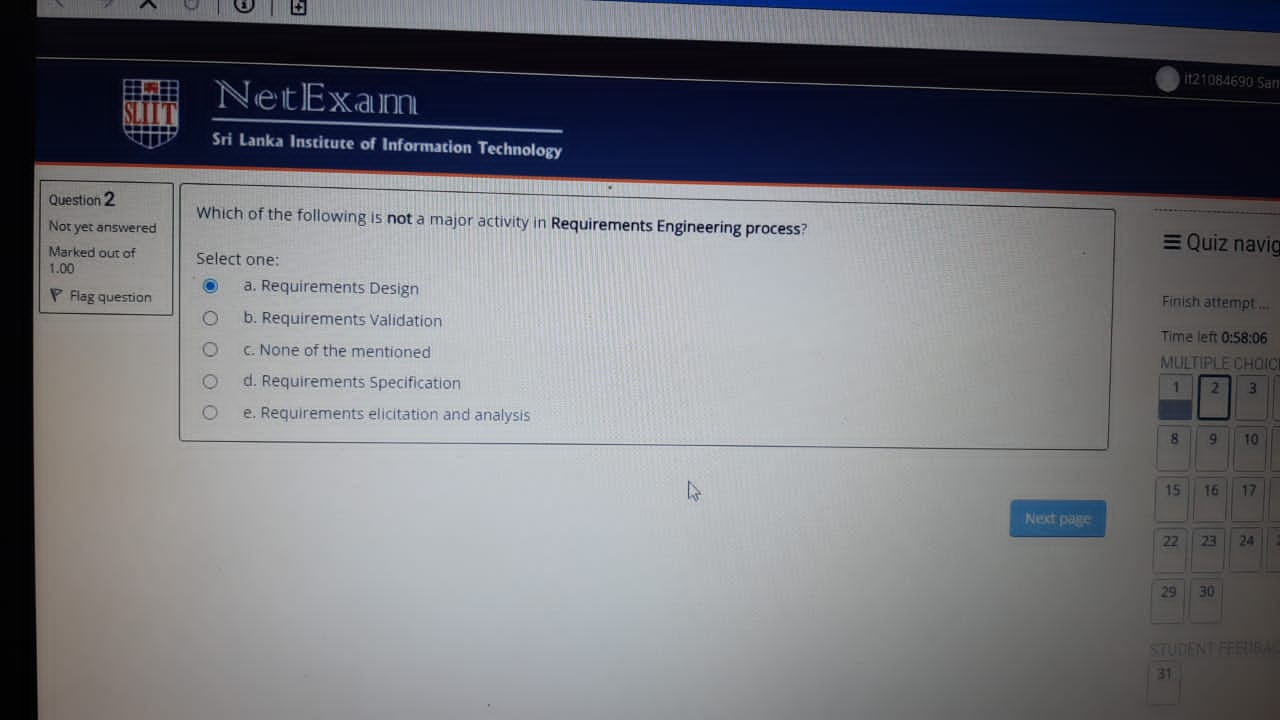 it21084690 Sam
SLIIT
NetExam
Sri Lanka Institute of Information Technology
Question 2
Not yet answered
Marked out of
1.00
Flag question
Which of the following is not a major activity in Requirements Engineering process?
Select one:
a. Requirements Design
b. Requirements Validation
c. None of the mentioned
d. Requirements Specification
e. Requirements elicitation and analysis
Next page
Quiz navig
Finish attempt ...
Time left 0:58:06
MULTIPLE CHOIC
1 2 3
8 9 10
15 16 17
22 23 24
29 30
STUDENT FEEDBAC
31